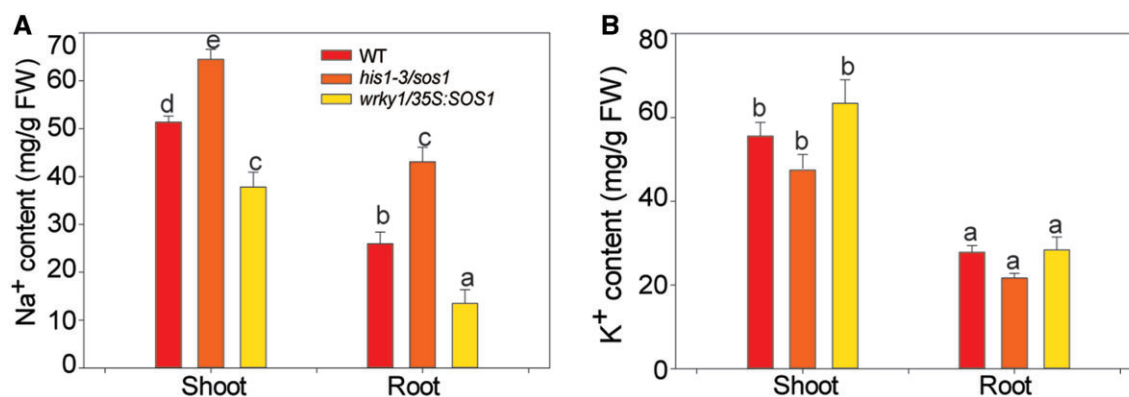 A
Na+ content (mg/g FW)
70
60
50
40
30
20
10
0
d
e
c
b
c
a
WT
his1-3/sos1
wrky1/35S:SOS1
Shoot
Root
B
K+ content (mg/g FW)
80
60
40
20
0
b
b
b
a
a
a
Shoot
Root